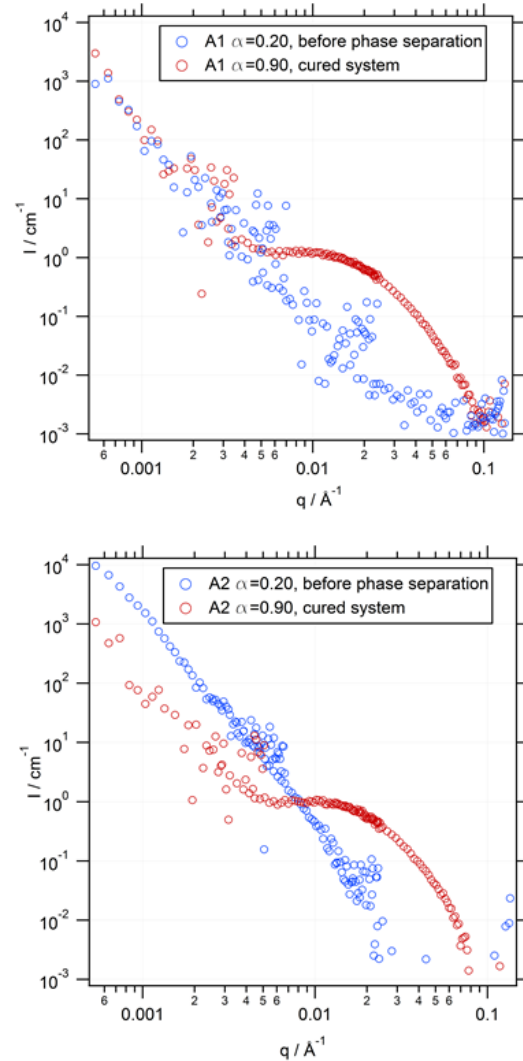 10⁴
10³
10²
10¹
10⁰
10⁻¹
10⁻²
10⁻³
I / cm⁻¹
A1 α=0.20, before phase separation
A1 α=0.90, cured system
6 0.001 2 3 4 5 6 0.01 2 3 4 5 6 0.1
q / Å⁻¹
10⁴
10³
10²
10¹
10⁰
10⁻¹
10⁻²
10⁻³
I / cm⁻¹
A2 α=0.20, before phase separation
A2 α=0.90, cured system
6 0.001 2 3 4 5 6 0.01 2 3 4 5 6 0.1
q / Å⁻¹